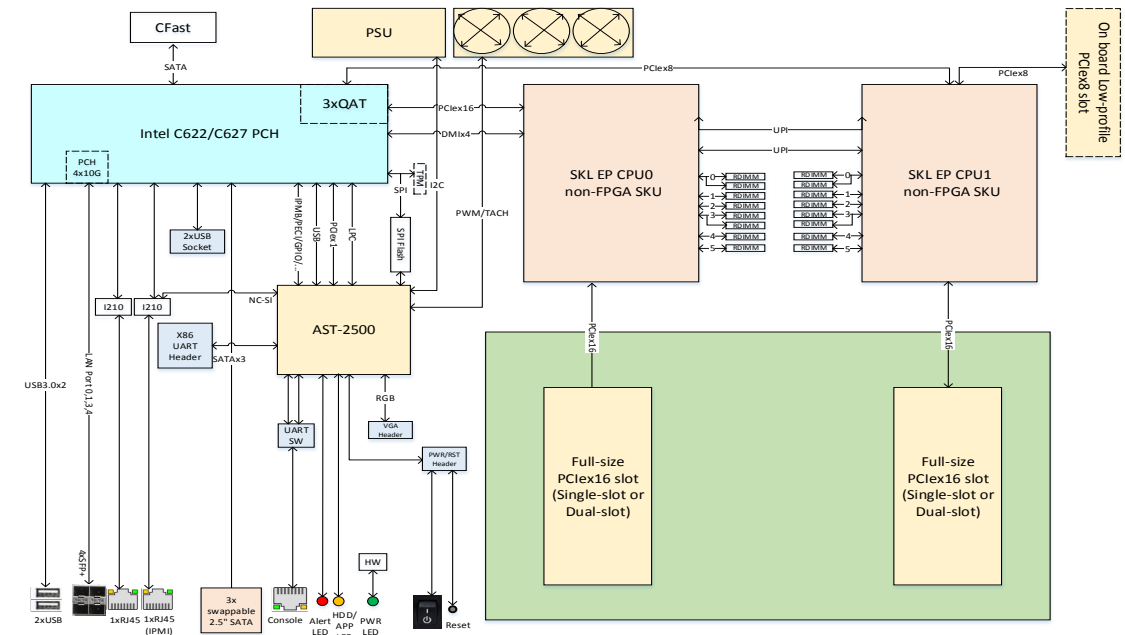 CFast
PSU
SATA
PCIex8
PCIex8
On board Low-profile
PCIex8 slot
3xQAT
Intel C622/C627 PCH
PCH
4x10G
PCIex16
DMIx4
SPI
TPM
I2C
PWM/TACH
SPI Flash
SKL EP CPU0
non-FPGA SKU
UPI
UPI
SKL EP CPU1
non-FPGA SKU
0
RDIMM
RDIMM
1
RDIMM
2
RDIMM
3
RDIMM
RDIMM
4
RDIMM
5
RDIMM
RDIMM
0
RDIMM
RDIMM
1
RDIMM
2
RDIMM
3
RDIMM
RDIMM
4
RDIMM
5
2xUSB
Socket
IPMB/PECI/GPIO/...
USB
PCIex1
LPC
I210
I210
NC-SI
X86
UART
Header
AST-2500
SATAx3
USB3.0x2
LAN Port 0,1,3,4
4xSFP+
RGB
VGA
Header
UART
SW
PWR/RST
Header
PCIex16
PCIex16
Full-size
PCIex16 slot
(Single-slot or
Dual-slot)
Full-size
PCIex16 slot
(Single-slot or
Dual-slot)
HW
2xUSB
1xRJ45
1xRJ45
(IPMI)
3x
swappable
2.5" SATA
Console
Alert
LED
HDD/
APP
PWR
LED
Reset